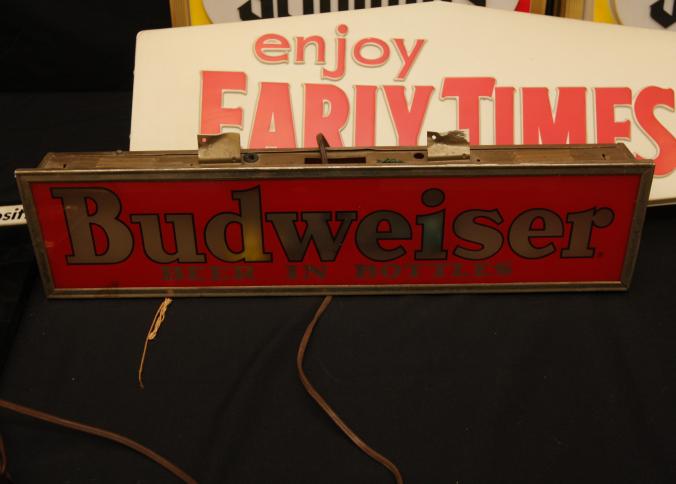 enjoy
EARLY TIMES
Budweiser
BEER IN BOTTLES